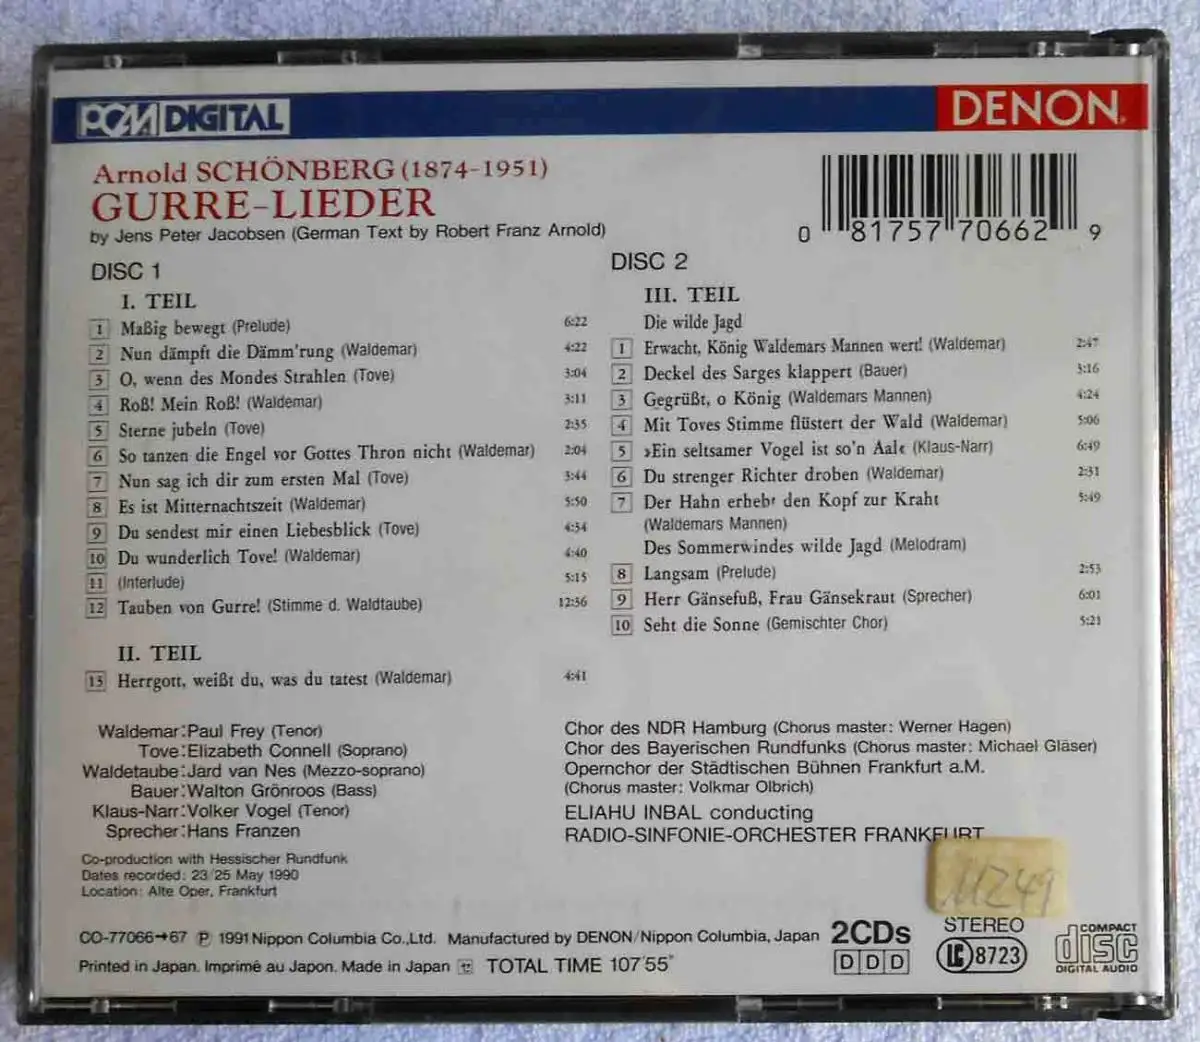 PCM DIGITAL
DENON
Arnold SCHÖNBERG (1874-1951)
GURRE-LIEDER
by Jens Peter Jacobsen (German Text by Robert Franz Arnold)
0 81757 70662 9
DISC 1
I. TEIL
1 Maßig bewegt (Prelude) 6:22
2 Nun dämpft die Dämm'rung (Waldemar) 4:22
3 O, wenn des Mondes Strahlen (Tove) 3:04
4 Roß! Mein Roß! (Waldemar) 3:11
5 Sterne jubeln (Tove) 2:35
6 So tanzen die Engel vor Gottes Thron nicht (Waldemar) 2:04
7 Nun sag ich dir zum ersten Mal (Tove) 3:44
8 Es ist Mitternachtszeit (Waldemar) 5:50
9 Du sendest mir einen Liebesblick (Tove) 4:54
10 Du wunderlich Tove! (Waldemar) 4:40
11 (Interlude) 5:15
12 Tauben von Gurre! (Stimme d. Waldtaube) 12:36
II. TEIL
13 Herrgott, weißt du, was du tatest (Waldemar) 4:41
DISC 2
III. TEIL
Die wilde Jagd
1 Erwacht, König Waldemars Mannen wert! (Waldemar) 2:47
2 Deckel des Sarges klappert (Bauer) 3:16
3 Gegrüßt, o König (Waldemars Mannen) 4:24
4 Mit Toves Stimme flüstert der Wald (Waldemar) 5:06
5 »Ein seltsamer Vogel ist so'n Aal« (Klaus-Narr) 6:49
6 Du strenger Richter droben (Waldemar) 2:31
7 Der Hahn erhebt den Kopf zur Kraht 5:49
(Waldemars Mannen)
Des Sommerwindes wilde Jagd (Melodram)
8 Langsam (Prelude) 2:53
9 Herr Gänsefuß, Frau Gänsekraut (Sprecher) 6:01
10 Seht die Sonne (Gemischter Chor) 5:21
Waldemar: Paul Frey (Tenor)
Tove: Elizabeth Connell (Soprano)
Waldetaube: Jard van Nes (Mezzo-soprano)
Bauer: Walton Grönroos (Bass)
Klaus-Narr: Volker Vogel (Tenor)
Sprecher: Hans Franzen
Chor des NDR Hamburg (Chorus master: Werner Hagen)
Chor des Bayerischen Rundfunks (Chorus master: Michael Gläser)
Opernchor der Städtischen Bühnen Frankfurt a.M.
(Chorus master: Volkmar Olbrich)
ELIAHU INBAL conducting
RADIO-SINFONIE-ORCHESTER FRANKFURT
Co-production with Hessischer Rundfunk
Dates recorded: 23/25 May 1990
Location: Alte Oper, Frankfurt
MZ49
CO-77066→67 ℗ 1991 Nippon Columbia Co., Ltd. Manufactured by DENON/Nippon Columbia, Japan
Printed in Japan. Imprimé au Japon. Made in Japan TOTAL TIME 107'55"
2CDs
DDD
STEREO
LC 8723
COMPACT
disc
DIGITAL AUDIO